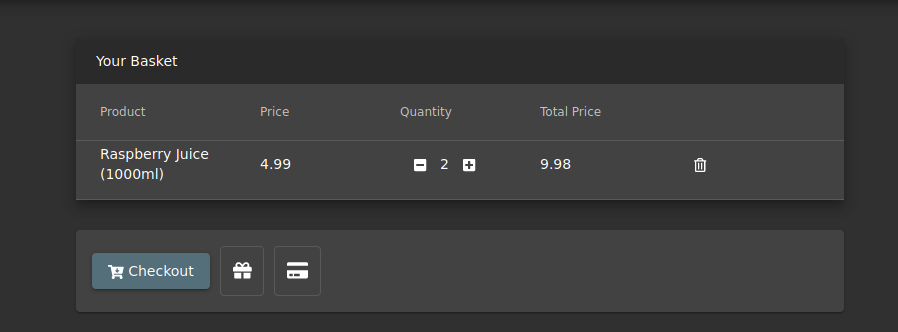 Your Basket
Product Price Quantity Total Price
Raspberry Juice
(1000ml) 4.99 2 9.98
Checkout